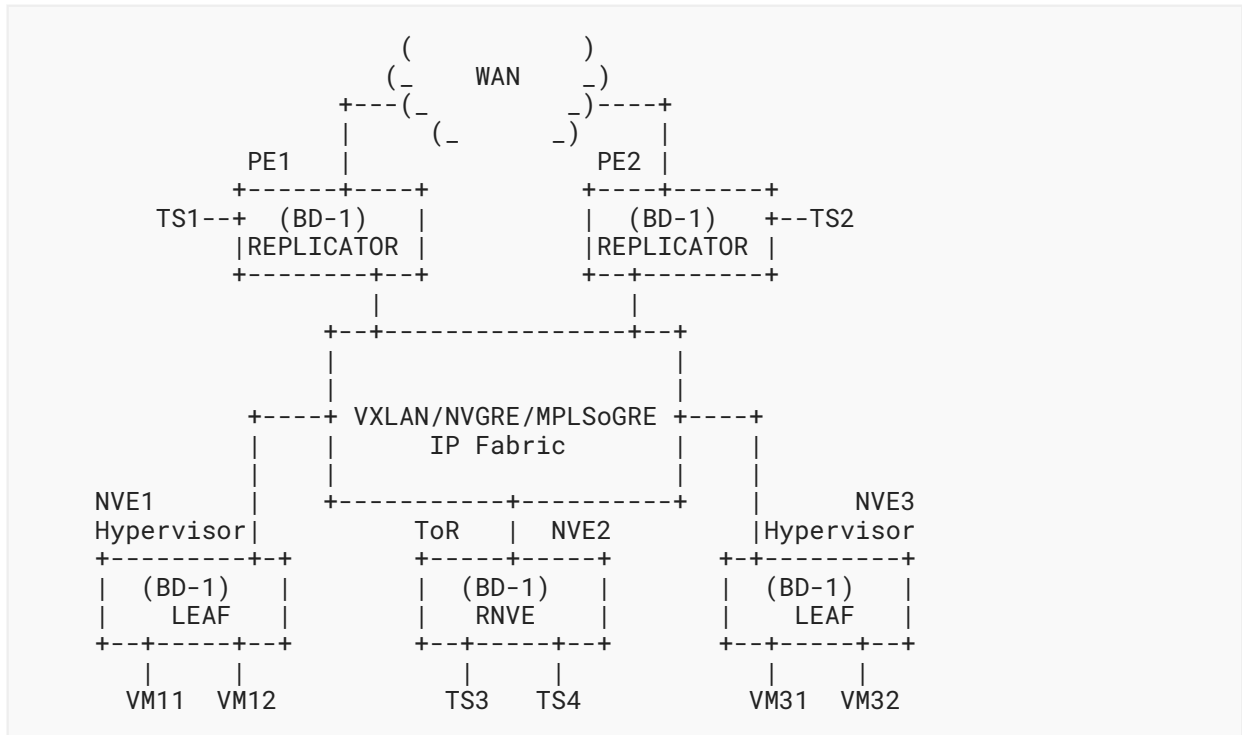 (            )
(_    WAN    _)
+---(_         _)----+
|     (_      _)     |
PE1   |                PE2 |
+------+----+          +----+------+
TS1--+  (BD-1)   |          |  (BD-1)   +--TS2
|REPLICATOR |          |REPLICATOR |
+--------+--+          +--+--------+
|                |
+--+----------------+--+
|                      |
|                      |
+----+ VXLAN/NVGRE/MPLSoGRE +----+
|    |      IP Fabric       |    |
|    |                      |    |
NVE1          |    +-----------+----------+    |      NVE3
Hypervisor|          ToR   |  NVE2         |Hypervisor
+---------+-+        +-----+-----+       +-+---------+
|  (BD-1)   |        |  (BD-1)   |       |  (BD-1)   |
|    LEAF   |        |   RNVE    |       |    LEAF   |
+--+-----+--+        +--+-----+--+       +--+-----+--+
|     |              |     |             |     |
VM11  VM12           TS3   TS4          VM31  VM32